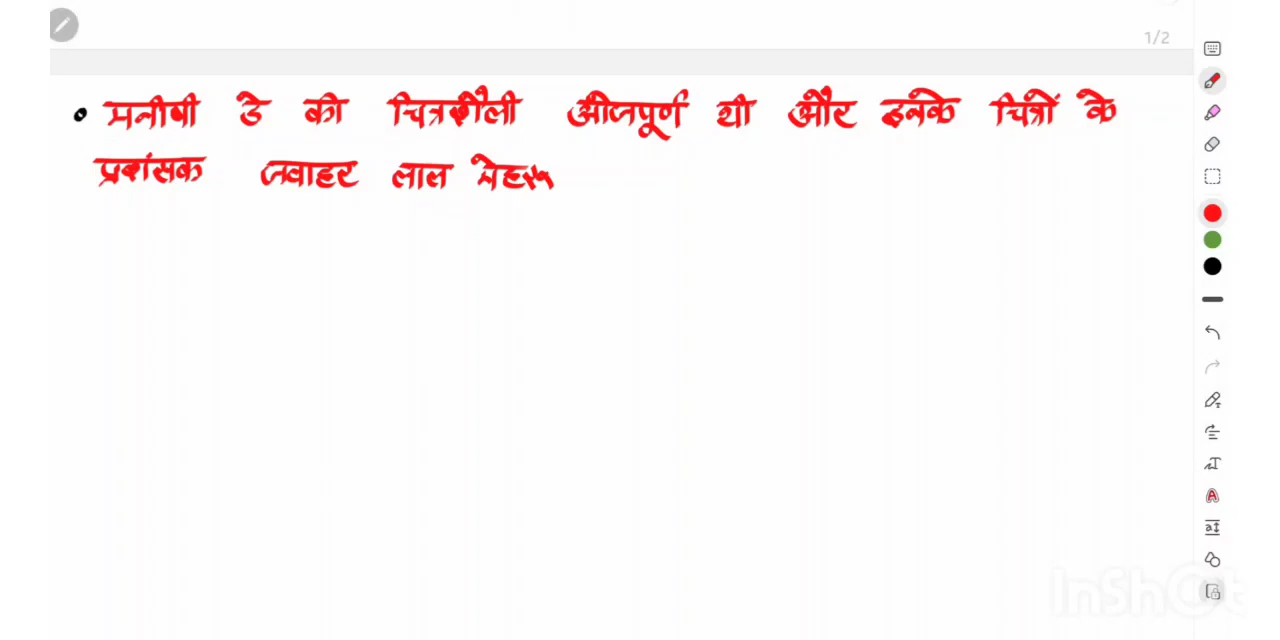 1/2
• मनीषी डे की चित्रशैली ओजपूर्ण थी और इनके चित्रों के
प्रशंसक जवाहर लाल नेहरू
InShOt